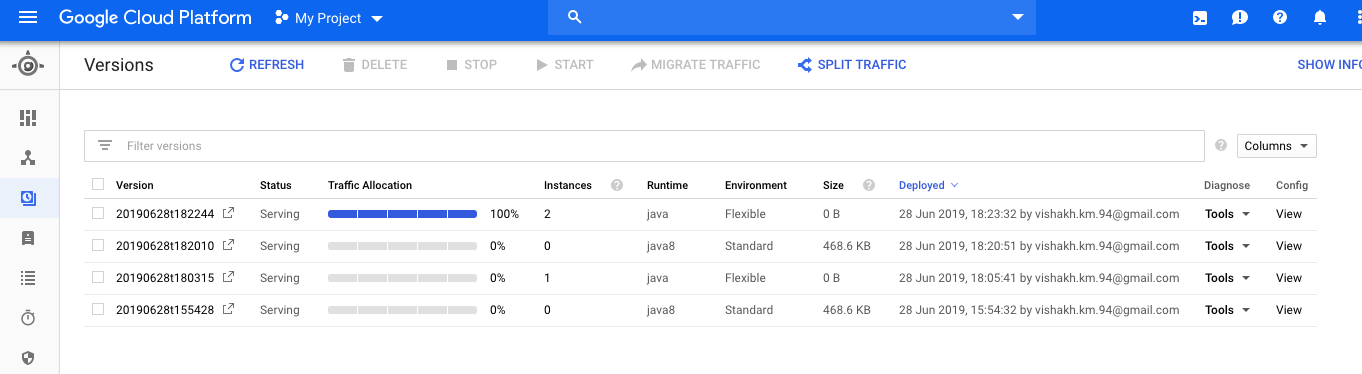 Google Cloud Platform My Project
Versions REFRESH DELETE STOP START MIGRATE TRAFFIC SPLIT TRAFFIC SHOW INFO
Filter versions Columns
Version Status Traffic Allocation Instances Runtime Environment Size Deployed Diagnose Config
20190628t182244 Serving 100% 2 java Flexible 0 B 28 Jun 2019, 18:23:32 by vishakh.km.94@gmail.com Tools View
20190628t182010 Serving 0% 0 java8 Standard 468.6 KB 28 Jun 2019, 18:20:51 by vishakh.km.94@gmail.com Tools View
20190628t180315 Serving 0% 1 java Flexible 0 B 28 Jun 2019, 18:05:41 by vishakh.km.94@gmail.com Tools View
20190628t155428 Serving 0% 0 java8 Standard 468.6 KB 28 Jun 2019, 15:54:32 by vishakh.km.94@gmail.com Tools View